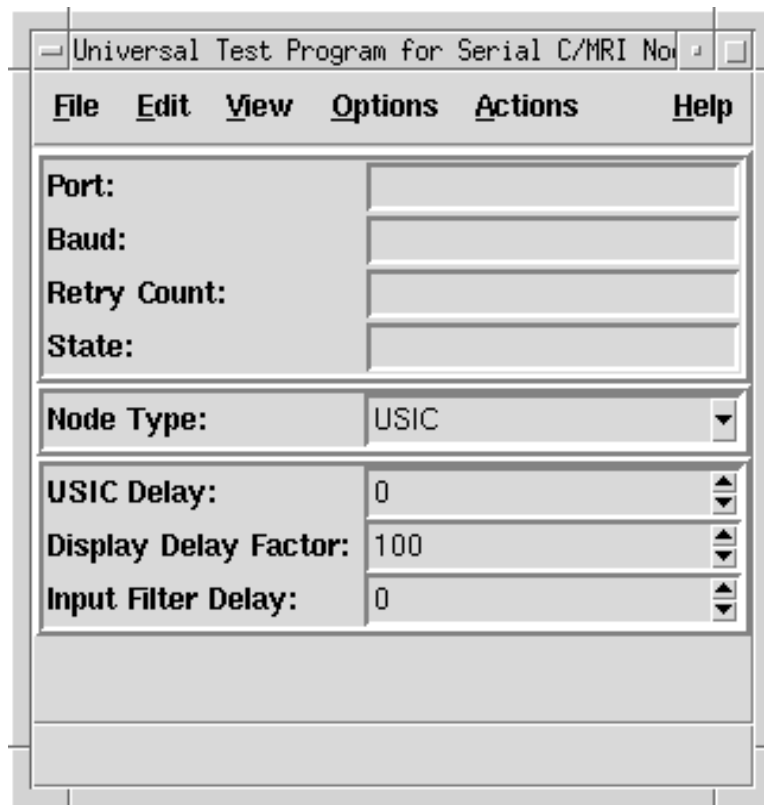 Universal Test Program for Serial C/MRI
File Edit View Options Actions Help
Port:
Baud:
Retry Count:
State:
Node Type: USIC
USIC Delay: 0
Display Delay Factor: 100
Input Filter Delay: 0